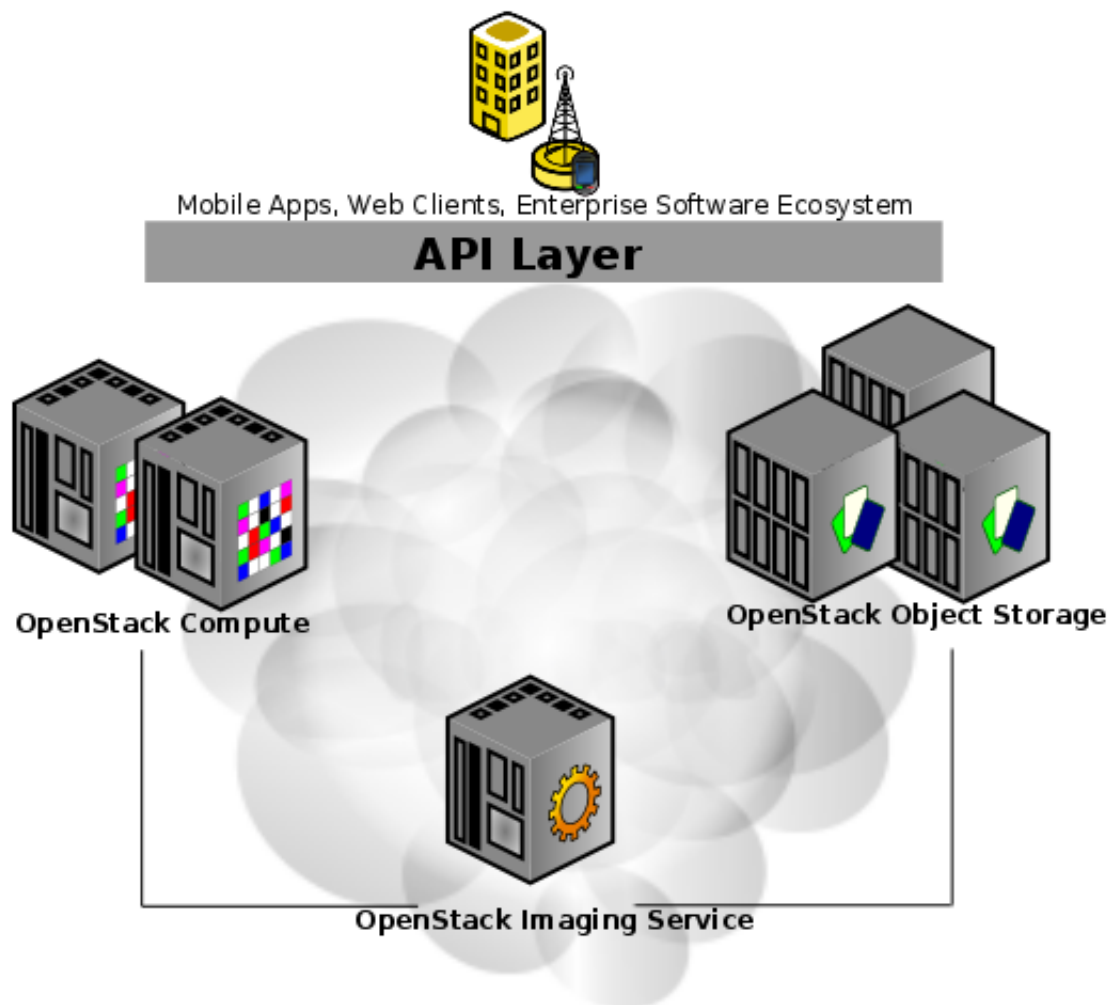 Mobile Apps, Web Clients, Enterprise Software Ecosystem
API Layer
OpenStack Compute
OpenStack Object Storage
OpenStack Imaging Service